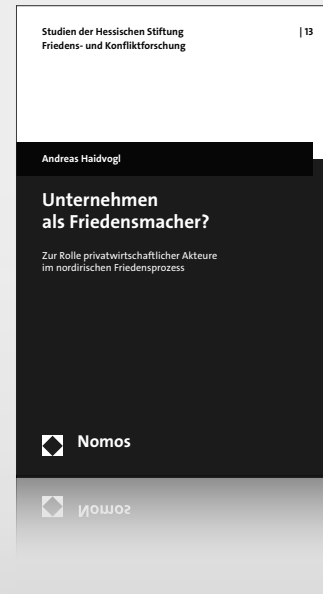 Studien der Hessischen Stiftung | 13
Friedens- und Konfliktforschung
Andreas Haidvogl
Unternehmen
als Friedensmacher?
Zur Rolle privatwirtschaftlicher Akteure
im nordirischen Friedensprozess
Nomos
Nomos